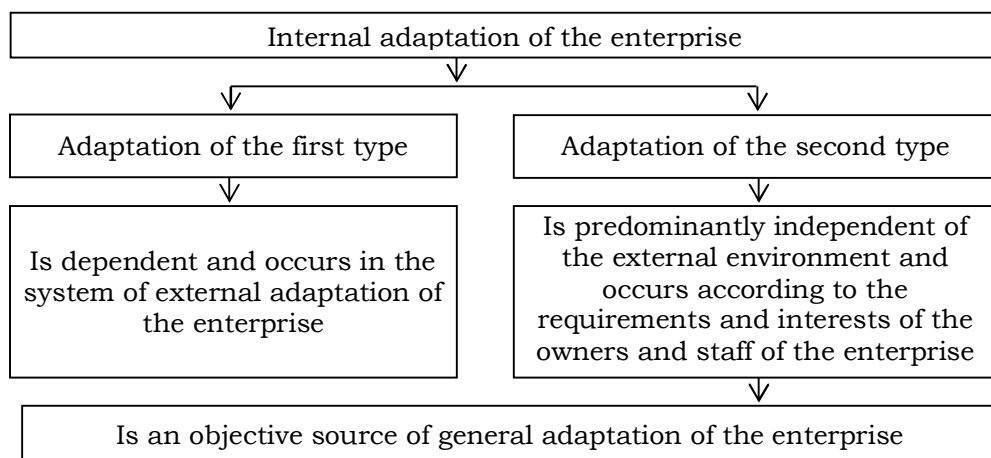 Internal adaptation of the enterprise
Adaptation of the first type
Adaptation of the second type
Is dependent and occurs in the
system of external adaptation of
the enterprise
Is predominantly independent of
the external environment and
occurs according to the
requirements and interests of the
owners and staff of the enterprise
Is an objective source of general adaptation of the enterprise